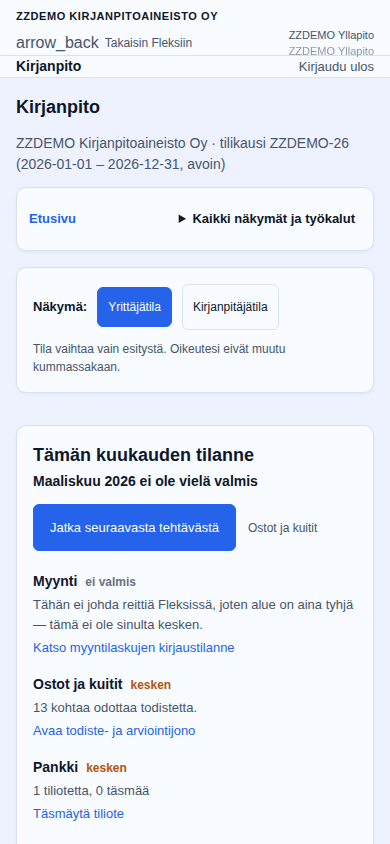 ZZDEMO KIRJANPITOAINEISTO OY
arrow_back Takaisin Fleksiin
ZZDEMO Yllapito
ZZDEMO Yllapito
Kirjanpito
Kirjaudu ulos
Kirjanpito
ZZDEMO Kirjanpitoaineisto Oy · tilikausi ZZDEMO-26
(2026-01-01 – 2026-12-31, avoin)
Etusivu
▶ Kaikki näkymät ja työkalut
Näkymä: Yrittäjätila Kirjanpitäjätila
Tila vaihtaa vain esitystä. Oikeutesi eivät muutu
kummassakaan.
Tämän kuukauden tilanne
Maaliskuu 2026 ei ole vielä valmis
Jatka seuraavasta tehtävästä Ostot ja kuitit
Myynti ei valmis
Tähän ei johda reittiä Fleksissä, joten alue on aina tyhjä
— tämä ei ole sinulta kesken.
Katso myyntilaskujen kirjaustilanne
Ostot ja kuitit kesken
13 kohtaa odottaa todistetta.
Avaa todiste- ja arviointijono
Pankki kesken
1 tiliotetta, 0 täsmää
Täsmäytä tiliote